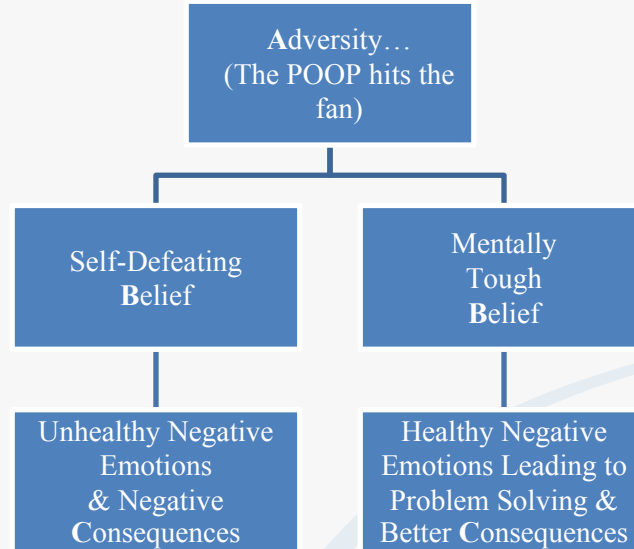 Adversity…
(The POOP hits the
fan)
Self-Defeating
Belief
Mentally
Tough
Belief
Unhealthy Negative
Emotions
& Negative
Consequences
Healthy Negative
Emotions Leading to
Problem Solving &
Better Consequences